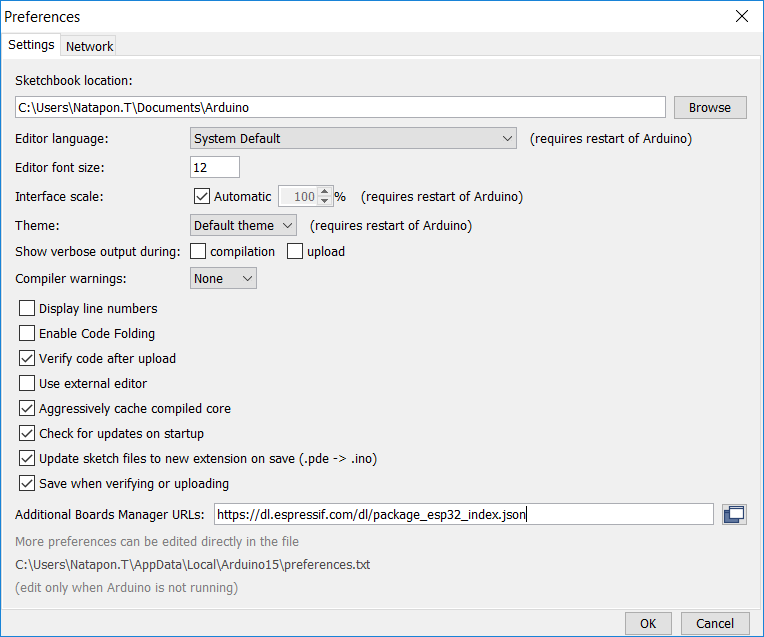 Preferences
Settings Network
Sketchbook location:
C:\Users\Natapon.T\Documents\Arduino Browse
Editor language: System Default (requires restart of Arduino)
Editor font size: 12
Interface scale: Automatic 100 % (requires restart of Arduino)
Theme: Default theme (requires restart of Arduino)
Show verbose output during: compilation upload
Compiler warnings: None
Display line numbers
Enable Code Folding
Verify code after upload
Use external editor
Aggressively cache compiled core
Check for updates on startup
Update sketch files to new extension on save (.pde -> .ino)
Save when verifying or uploading
Additional Boards Manager URLs: https://dl.espressif.com/dl/package_esp32_index.json
More preferences can be edited directly in the file
C:\Users\Natapon.T\AppData\Local\Arduino15\preferences.txt
(edit only when Arduino is not running)
OK Cancel